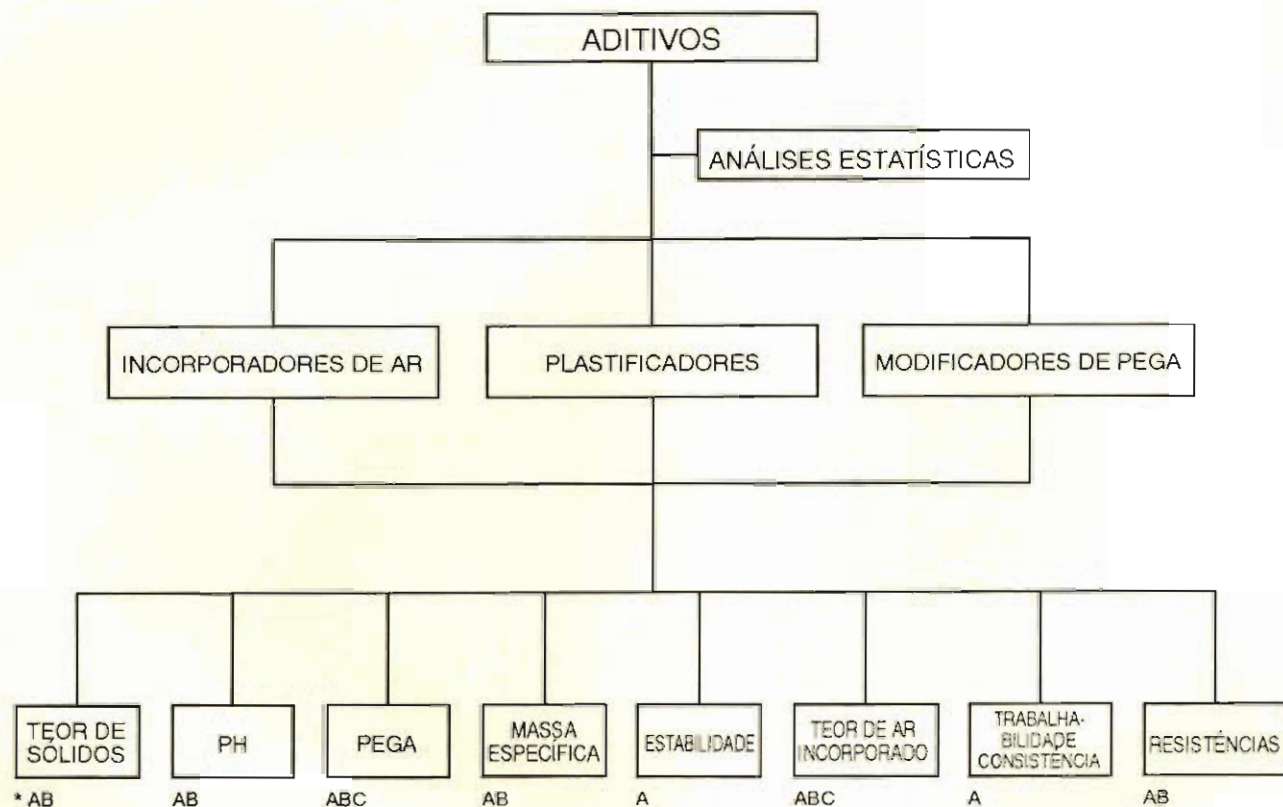 ADITIVOS
ANÁLISES ESTATÍSTICAS
INCORPORADORES DE AR
PLASTIFICADORES
MODIFICADORES DE PEGA
TEOR DE
SÓLIDOS
PH
PEGA
MASSA
ESPECÍFICA
ESTABILIDADE
TEOR DE AR
INCORPORADO
TRABALHA-
BILIDADE
CONSISTÊNCIA
RESISTÊNCIAS
* AB
AB
ABC
AB
A
ABC
A
AB